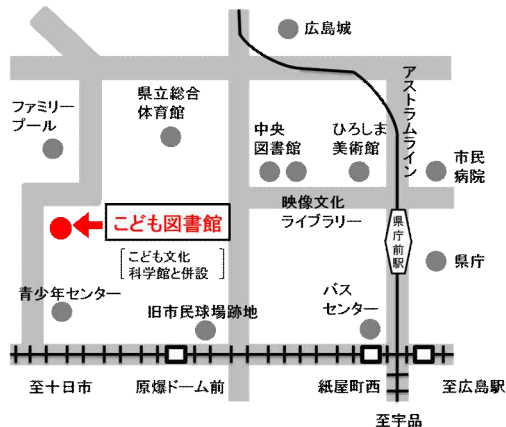 広島城
アストラムライン
ファミリー
プール
県立総合
体育館
中央
図書館
ひろしま
美術館
市民
病院
映像文化
ライブラリー
こども図書館
こども文化
科学館と併設
県庁前駅
県庁
青少年センター
旧市民球場跡地
バス
センター
至十日市
原爆ドーム前
紙屋町西
至広島駅
至宇品